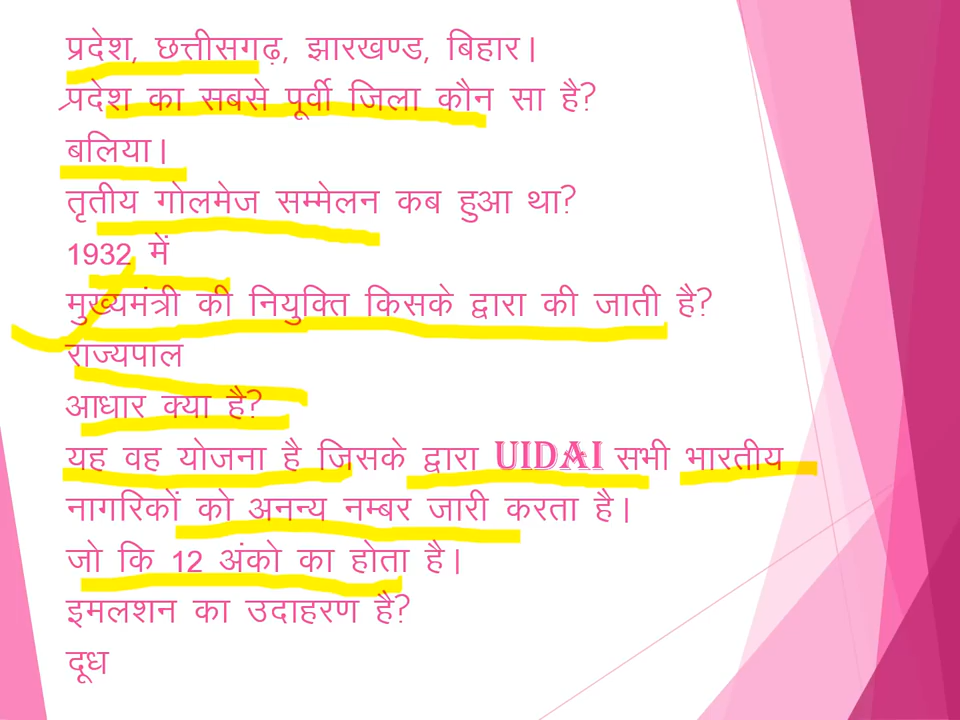 प्रदेश, छत्तीसगढ़, झारखण्ड, बिहार।
प्रदेश का सबसे पूर्वी जिला कौन सा है?
बलिया।
तृतीय गोलमेज सम्मेलन कब हुआ था?
1932 में
मुख्यमंत्री की नियुक्ति किसके द्वारा की जाती है?
राज्यपाल
आधार क्या है?
यह वह योजना है जिसके द्वारा UIDAI सभी भारतीय
नागरिकों को अनन्य नम्बर जारी करता है।
जो कि 12 अंको का होता है।
इमलशन का उदाहरण है?
दूध